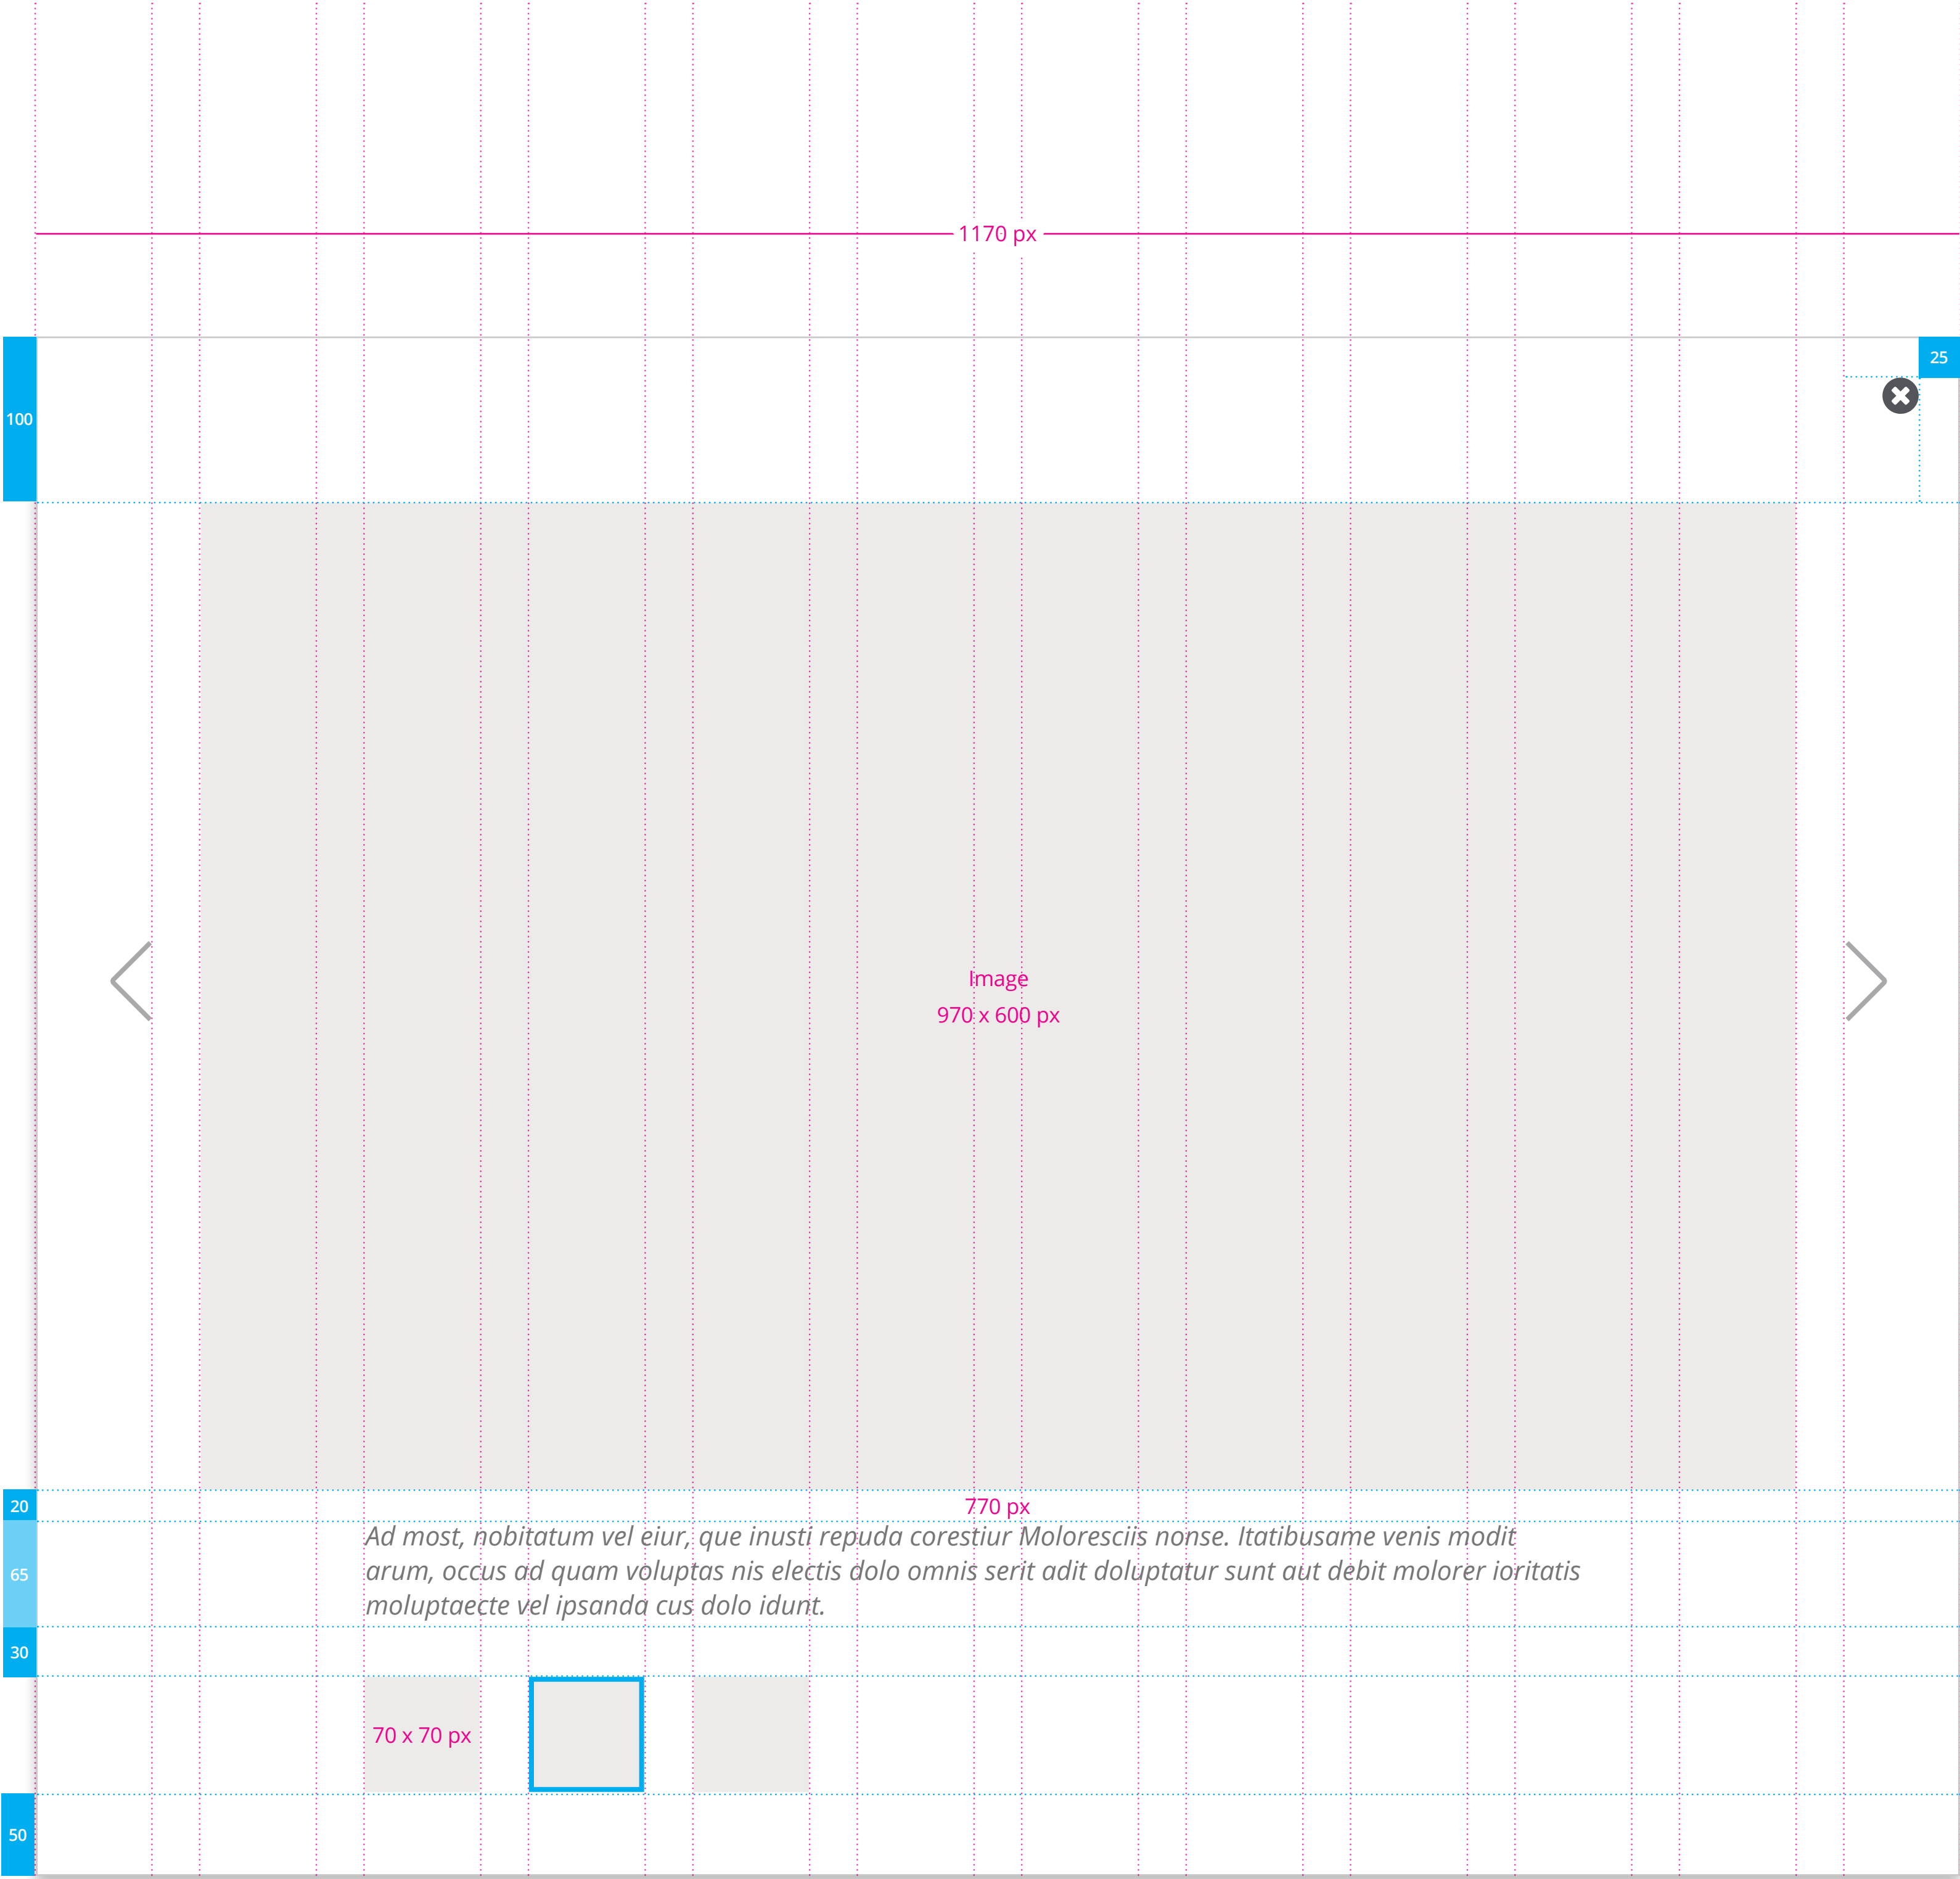 1170 px
25
100
Image
970 x 600 px
20
770 px
Ad most, nobitatum vel eiur, que inusti repuda corestiur Moloresciis nonse. Itatibusame venis modit
arum, occus ad quam voluptas nis electis dolo omnis serit adit doluptatur sunt aut debit molorer ioritatis
moluptaecte vel ipsanda cus dolo idunt.
65
30
70 x 70 px
50